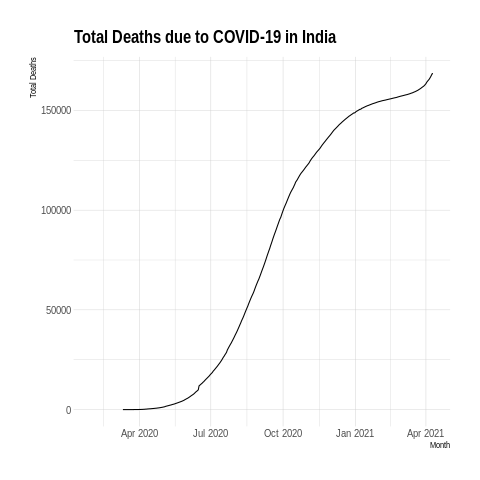 Total Deaths due to COVID-19 in India
Total Deaths
150000
100000
50000
0
Apr 2020 Jul 2020 Oct 2020 Jan 2021 Apr 2021
Month